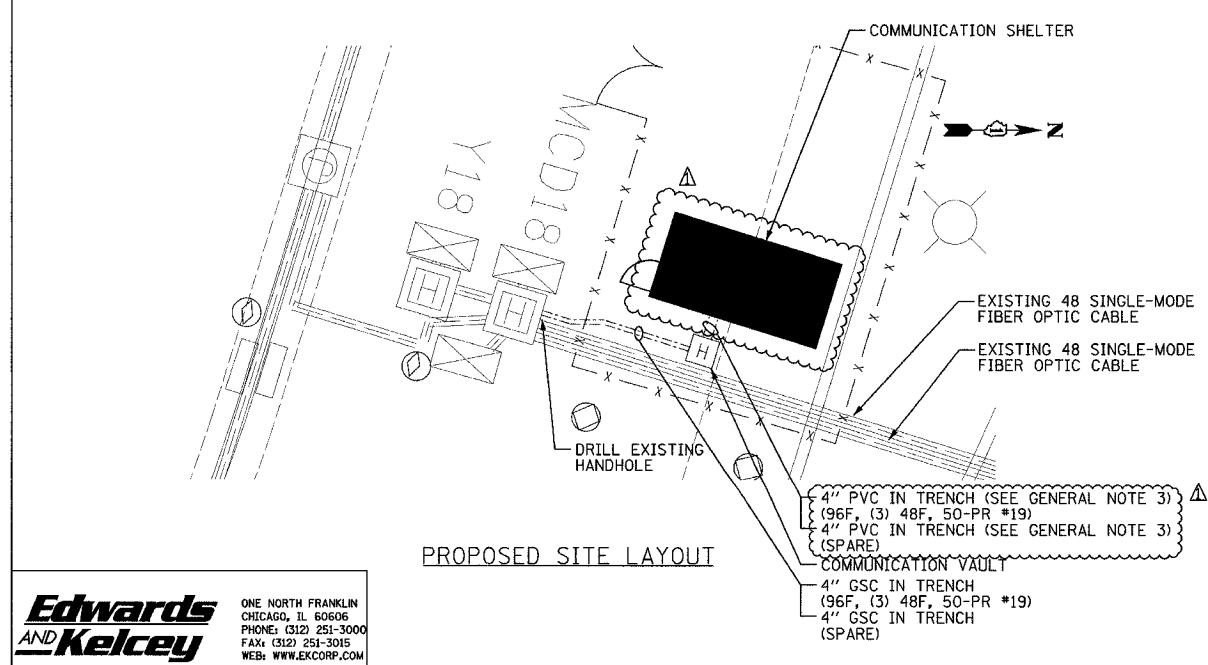 COMMUNICATION SHELTER
N
1
1
MCD18
Y18
P
H
H
H
EXISTING 48 SINGLE-MODE
FIBER OPTIC CABLE
EXISTING 48 SINGLE-MODE
FIBER OPTIC CABLE
DRILL EXISTING
HANDHOLE
4" PVC IN TRENCH (SEE GENERAL NOTE 3)
1
(96F, (3) 48F, 50-PR #19)
4" PVC IN TRENCH (SEE GENERAL NOTE 3)
(SPARE)
COMMUNICATION VAULT
4" GSC IN TRENCH
(96F, (3) 48F, 50-PR #19)
4" GSC IN TRENCH
(SPARE)
PROPOSED SITE LAYOUT
Edwards
AND Kelcey
ONE NORTH FRANKLIN
CHICAGO, IL 60606
PHONE: (312) 251-3000
FAX: (312) 251-3015
WEB: WWW.EKCORP.COM